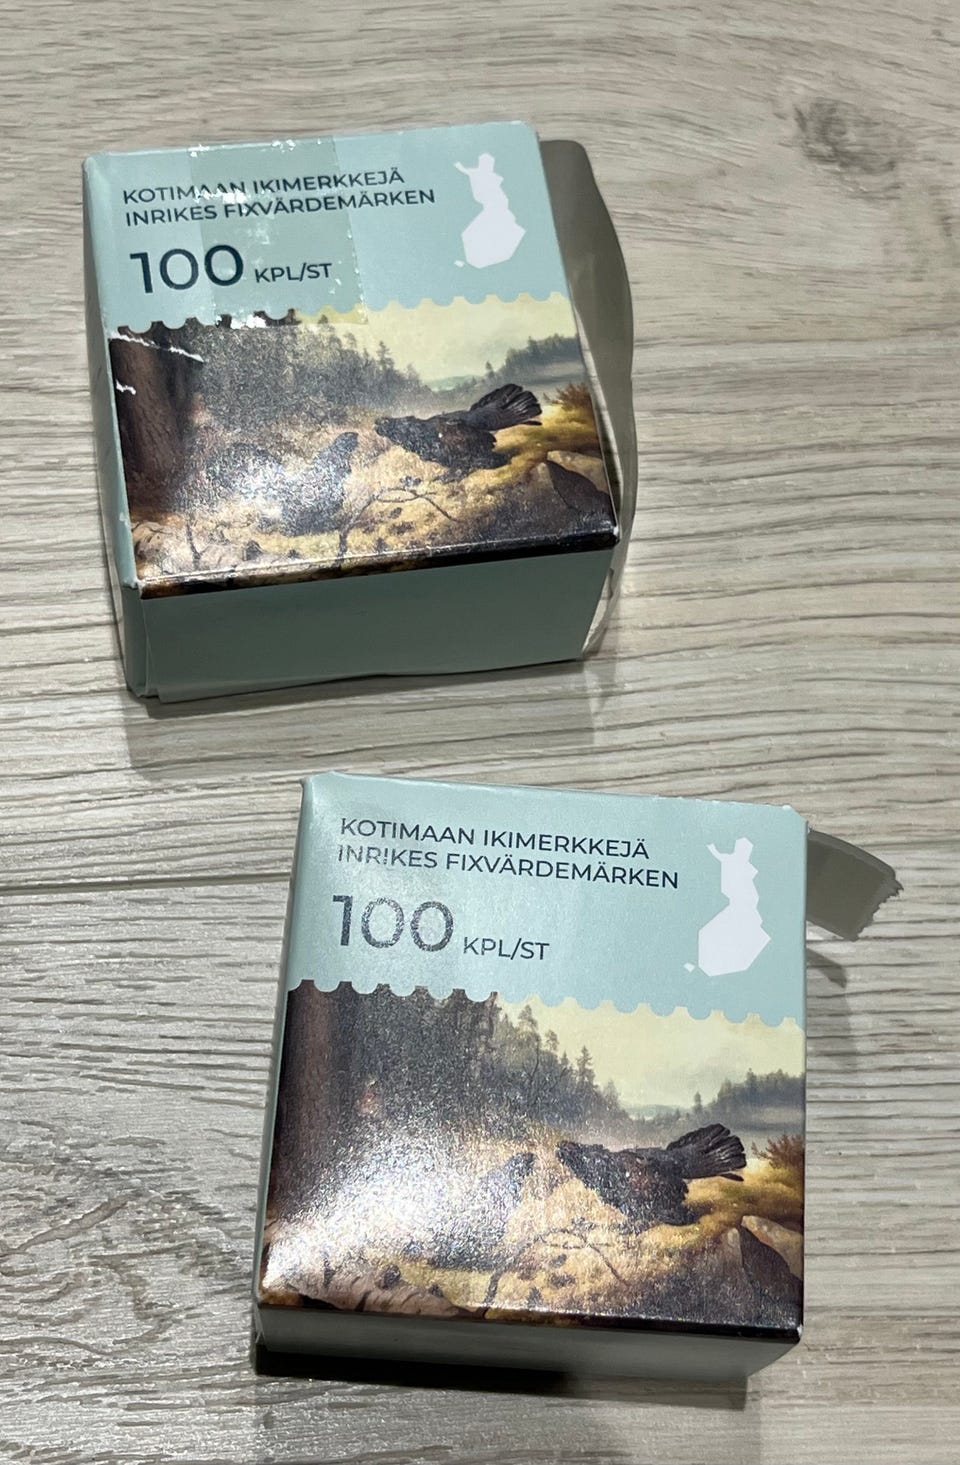 KOTIMAAN IKIMERKKEJÄ
INRIKES FIXVÄRDEMÄRKEN
100 KPL/ST
KOTIMAAN IKIMERKKEJÄ
INRIKES FIXVÄRDEMÄRKEN
100 KPL/ST